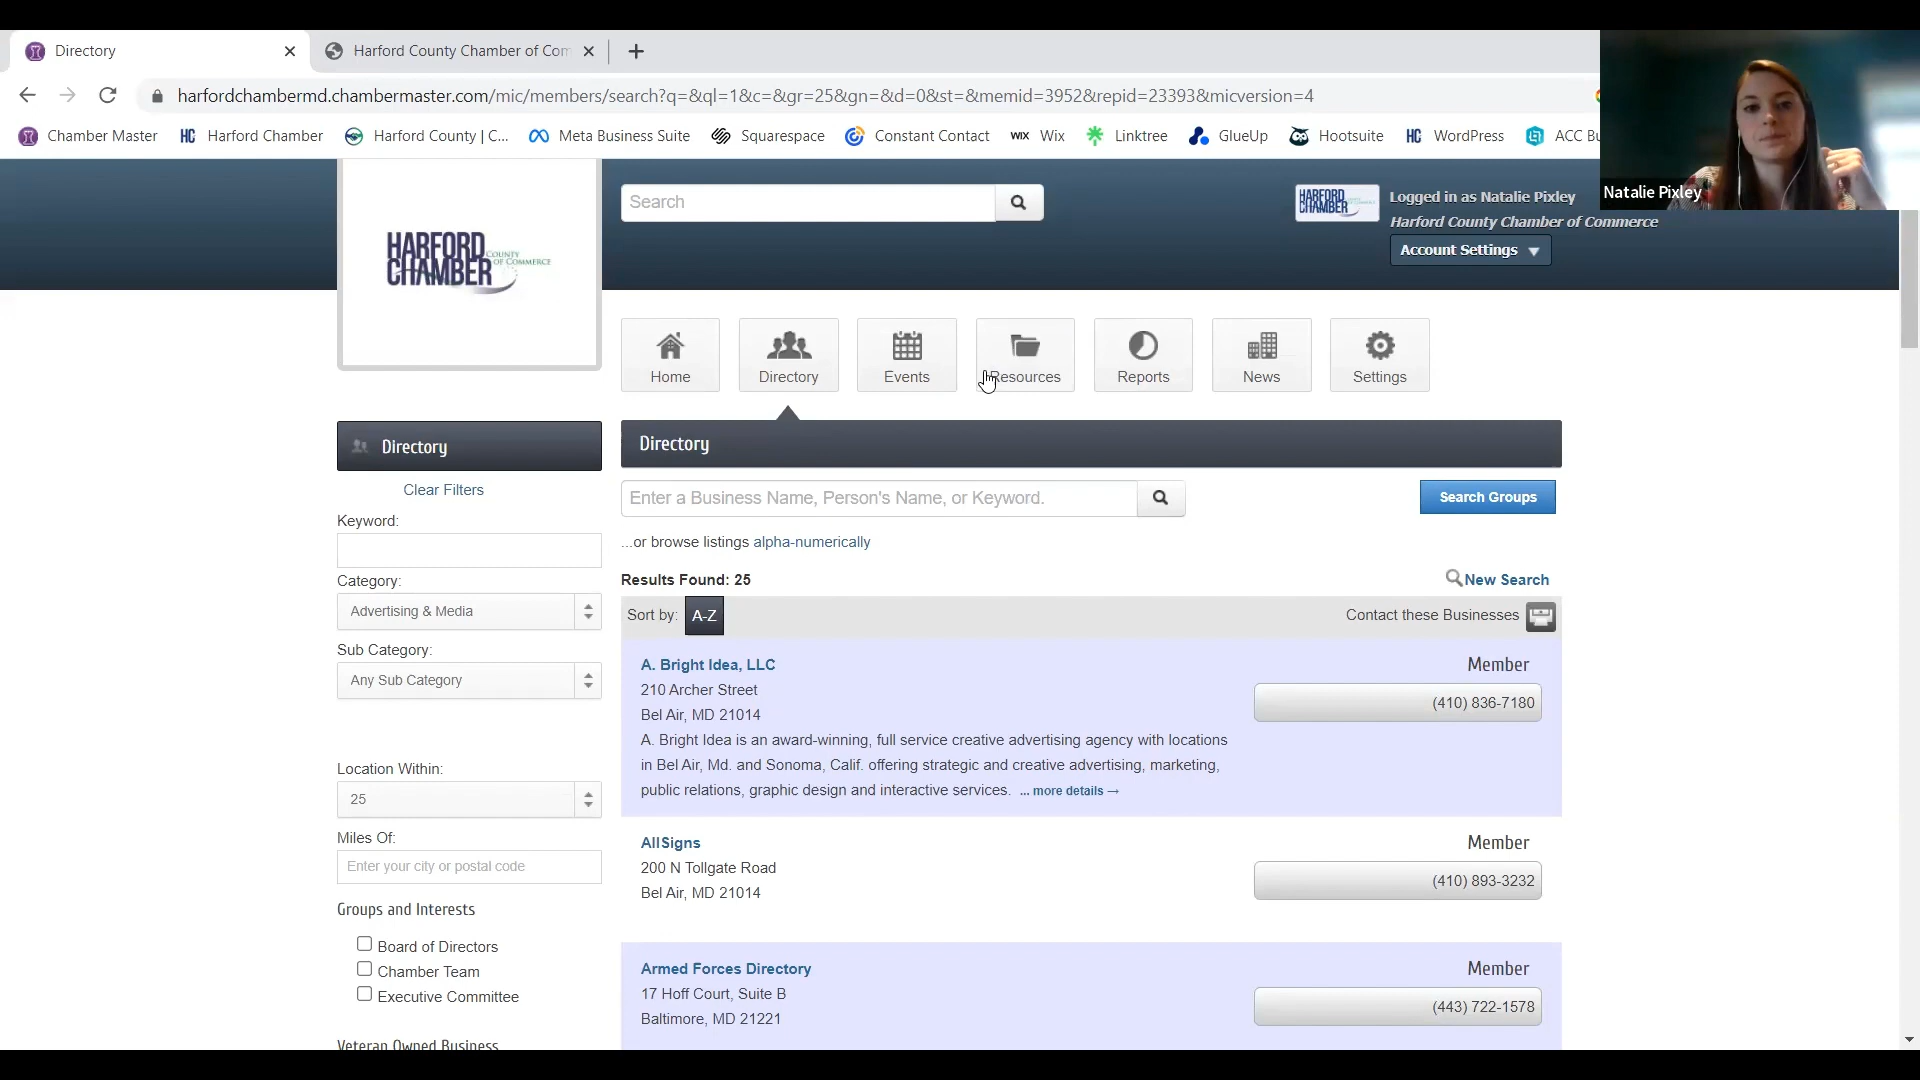 Directory
Harford County Chamber of Com
harfordchambermd.chambermaster.com/mic/members/search?q=&ql=1&c=&gr=25&gn=&d=0&st=&memid=3952&repid=23393&micversion=4
Chamber Master
HC Harford Chamber
Harford County | C...
Meta Business Suite
Squarespace
Constant Contact
WIX Wix
Linktree
GlueUp
Hootsuite
HC WordPress
ACC Bu
Natalie Pixley
HARFORD CHAMBER COUNTY OF COMMERCE
Search
HARFORD CHAMBER
Logged in as Natalie Pixley
Harford County Chamber of Commerce
Account Settings
Home
Directory
Events
Resources
Reports
News
Settings
Directory
Clear Filters
Keyword:
Category:
Advertising & Media
Sub Category:
Any Sub Category
Location Within:
25
Miles Of:
Enter your city or postal code
Groups and Interests
Board of Directors
Chamber Team
Executive Committee
Veteran Owned Business
Directory
Enter a Business Name, Person's Name, or Keyword.
Search Groups
...or browse listings alpha-numerically
Results Found: 25
New Search
Sort by: A-Z
Contact these Businesses
A. Bright Idea, LLC
Member
210 Archer Street
(410) 836-7180
Bel Air, MD 21014
A. Bright Idea is an award-winning, full service creative advertising agency with locations
in Bel Air, Md. and Sonoma, Calif. offering strategic and creative advertising, marketing,
public relations, graphic design and interactive services. ... more details →
AllSigns
Member
200 N Tollgate Road
(410) 893-3232
Bel Air, MD 21014
Armed Forces Directory
Member
17 Hoff Court, Suite B
(443) 722-1578
Baltimore, MD 21221